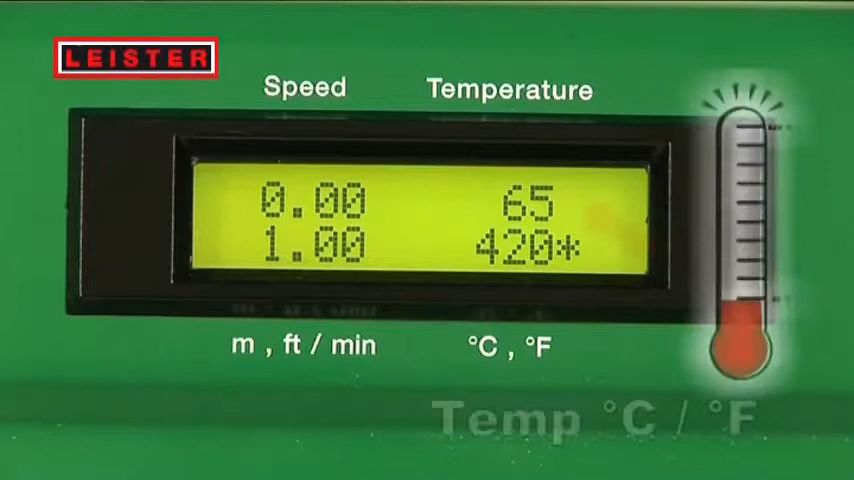 LEISTER
Speed Temperature
0.00 65
1.00 420*
m , ft / min °C , °F
Temp °C / °F